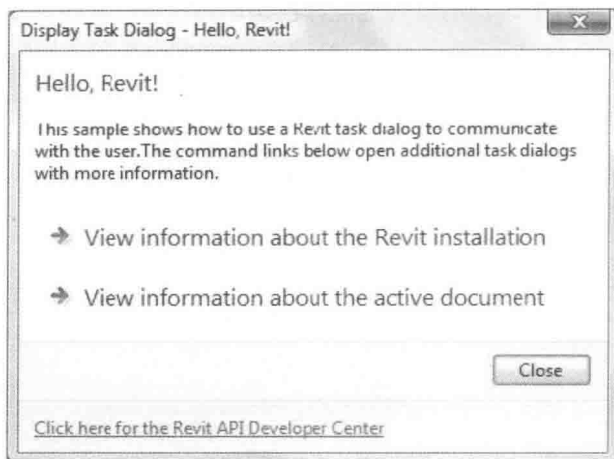 Display Task Dialog - Hello, Revit!
Hello, Revit!
This sample shows how to use a Revit task dialog to communicate
with the user.The command links below open additional task dialogs
with more information.
View information about the Revit installation
View information about the active document
Close
Click here for the Revit API Developer Center